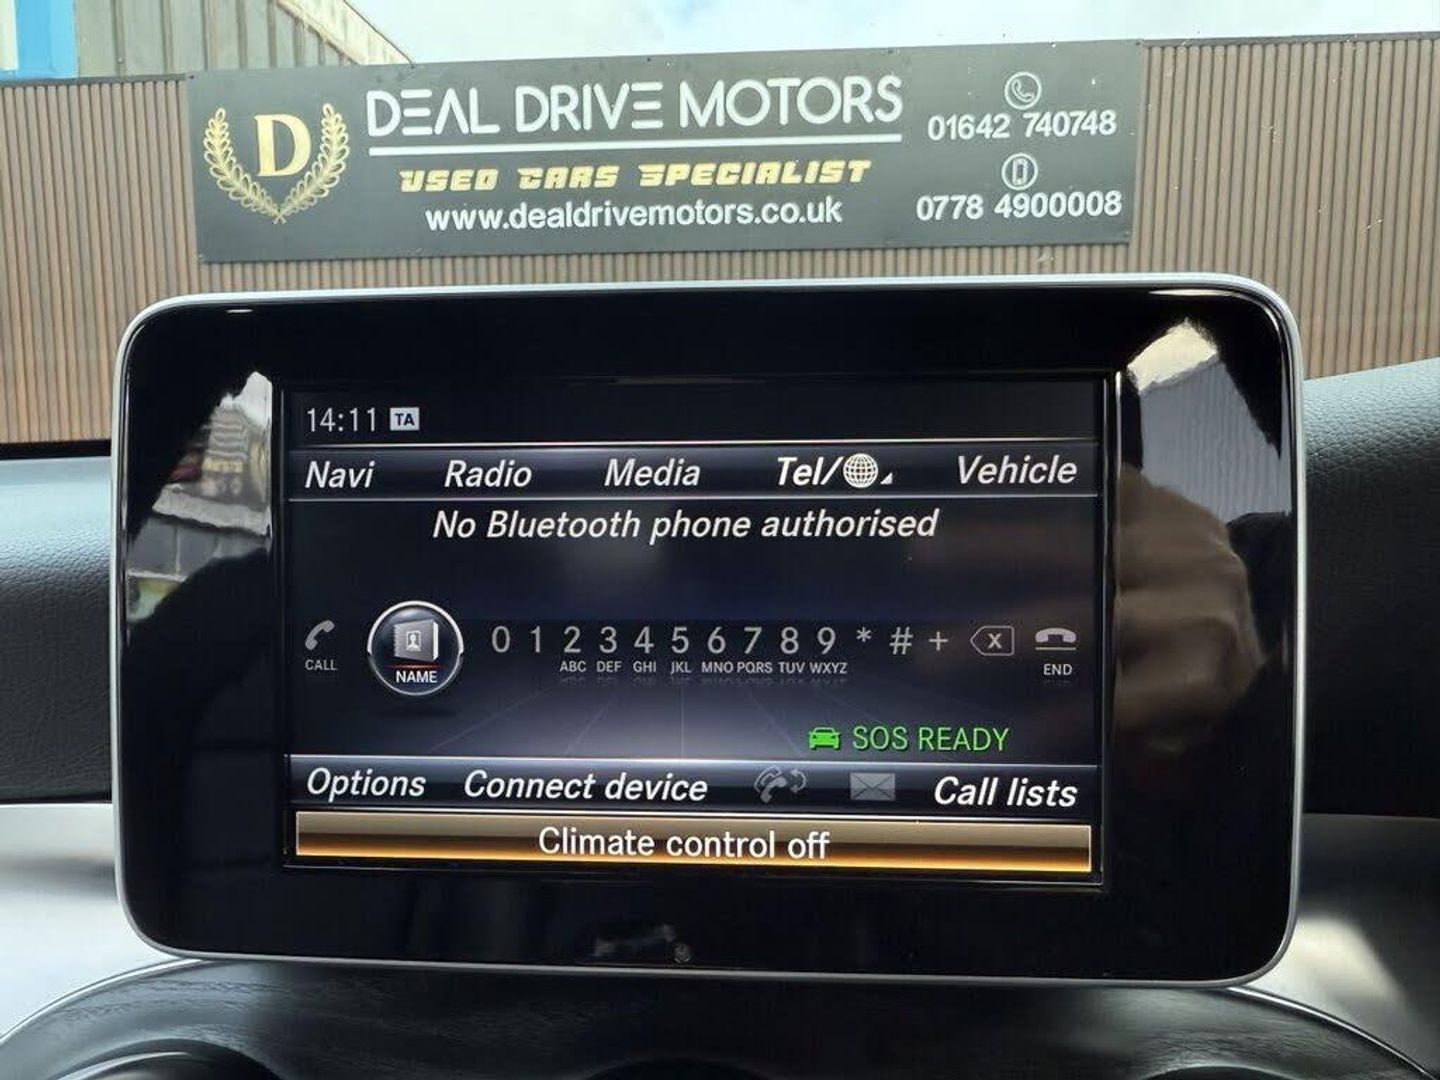 D
DEAL DRIVE MOTORS
USED CARS SPECIALIST
www.dealdrivemotors.co.uk
01642 740748
0778 4900008
14:11 TA
Navi Radio Media Tel/ Vehicle
No Bluetooth phone authorised
CALL
NAME
0 1 2 3 4 5 6 7 8 9 * # + X
ABC DEF GHI JKL MNO PQRS TUV WXYZ
END
SOS READY
Options Connect device Call lists
Climate control off